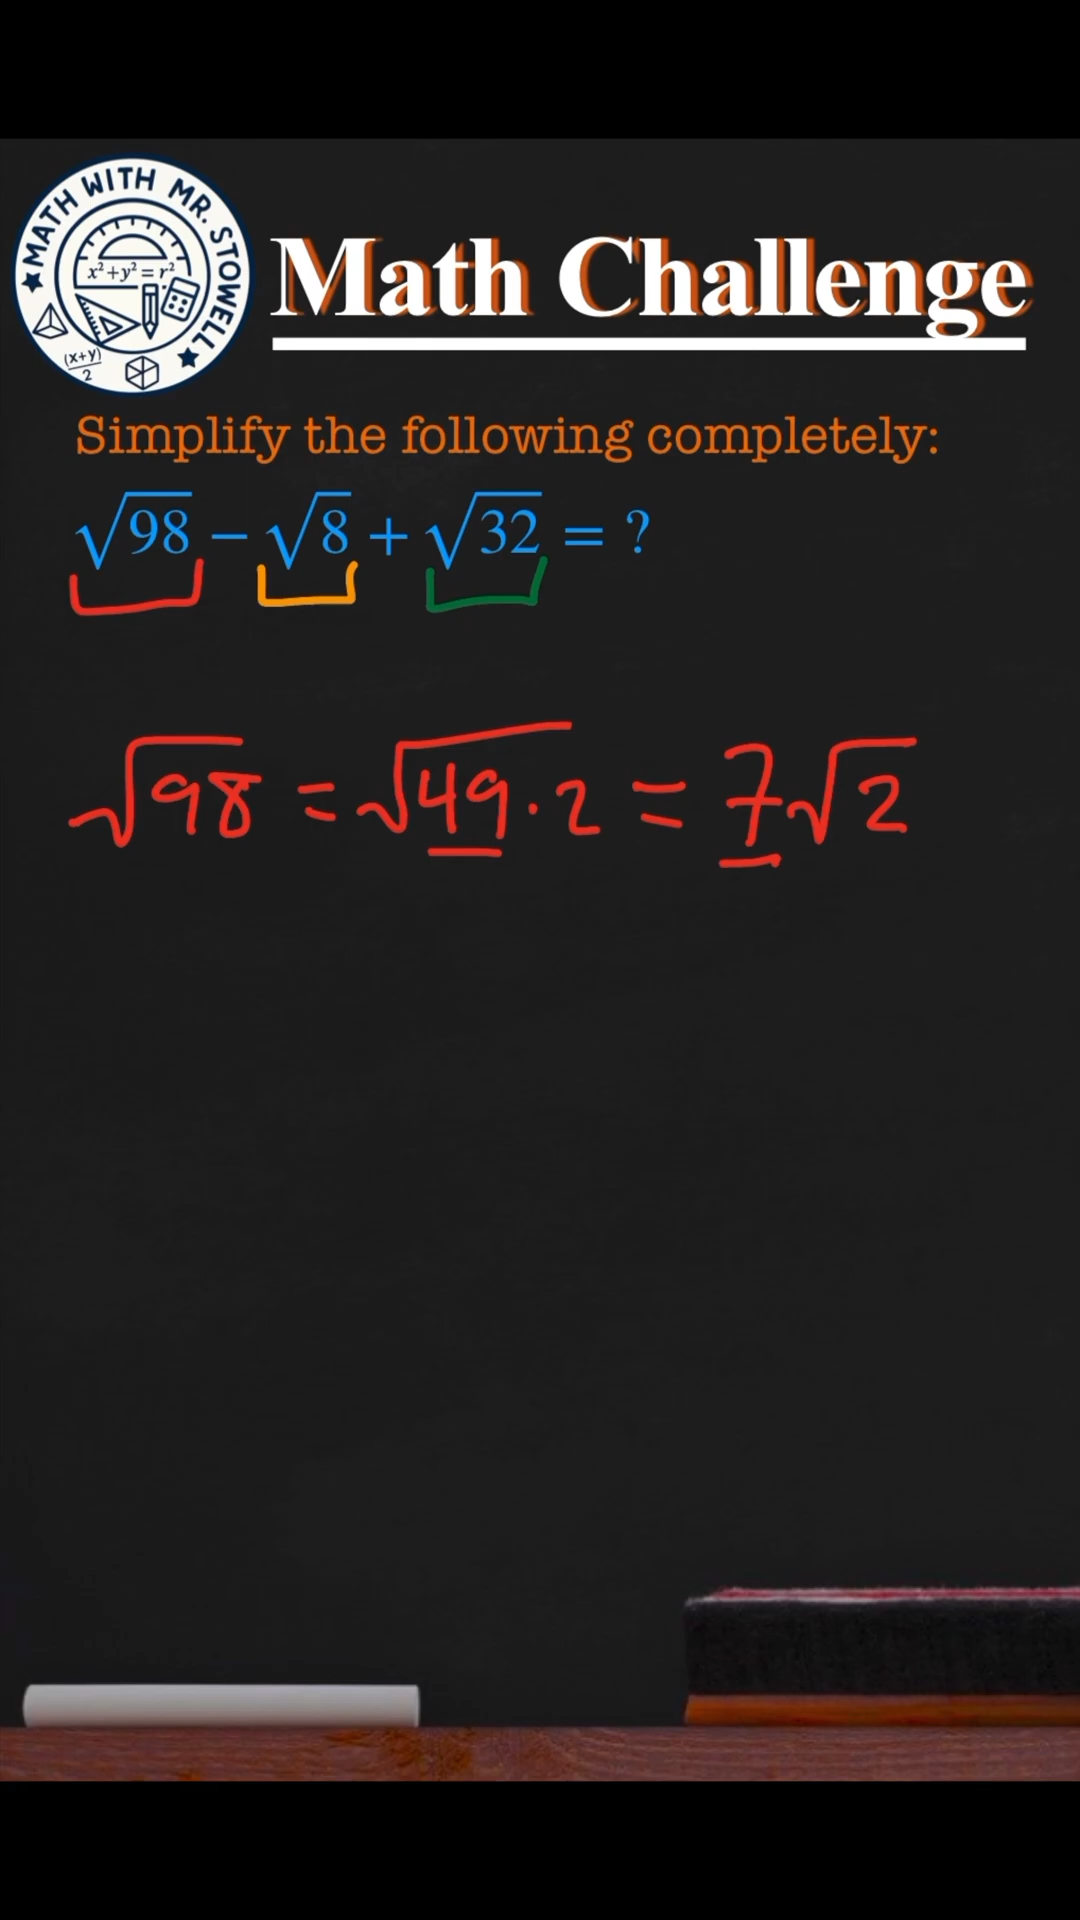 MATH WITH MR. STOWELL
x² + y² = r²
(x+y)
2
Math Challenge
Simplify the following completely:
√98 − √8 + √32 = ?
√98 = √49·2 = 7√2